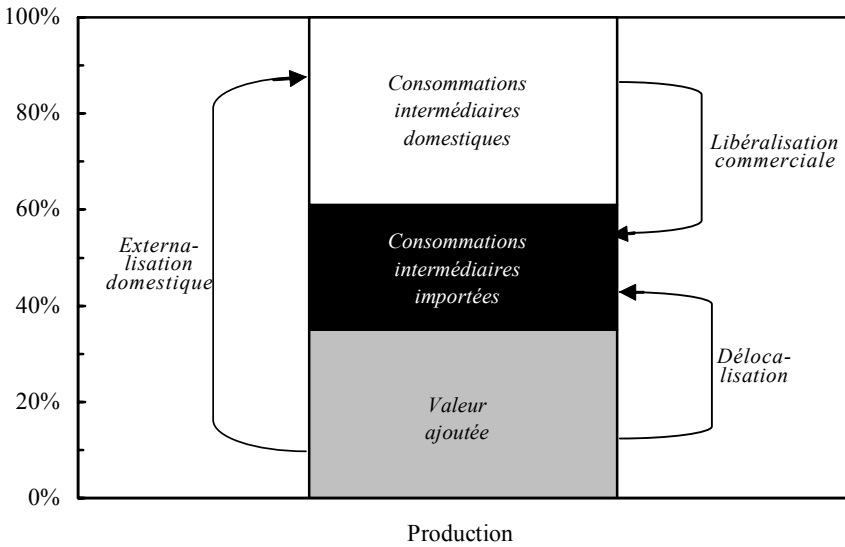 100%
80%
60%
40%
20%
0%
Externa-
lisation
domestique
Consommations
intermédiaires
domestiques
Consommations
intermédiaires
importées
Valeur
ajoutée
Libéralisation
commerciale
Déloca-
lisation
Production